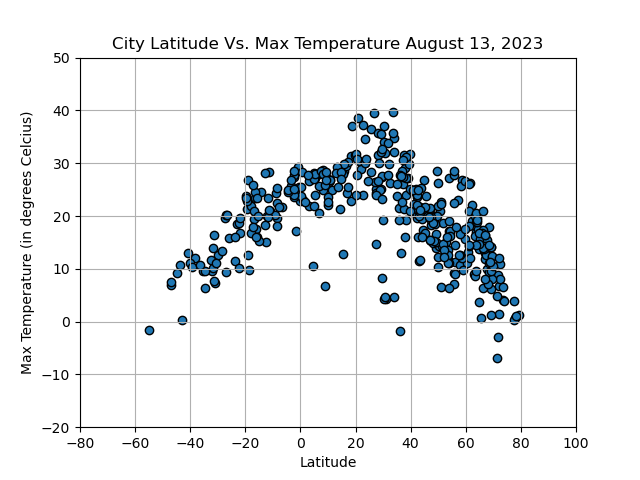 City Latitude Vs. Max Temperature August 13, 2023
Max Temperature (in degrees Celcius)
50
40
30
20
10
0
−10
−20
−80 −60 −40 −20 0 20 40 60 80 100
Latitude